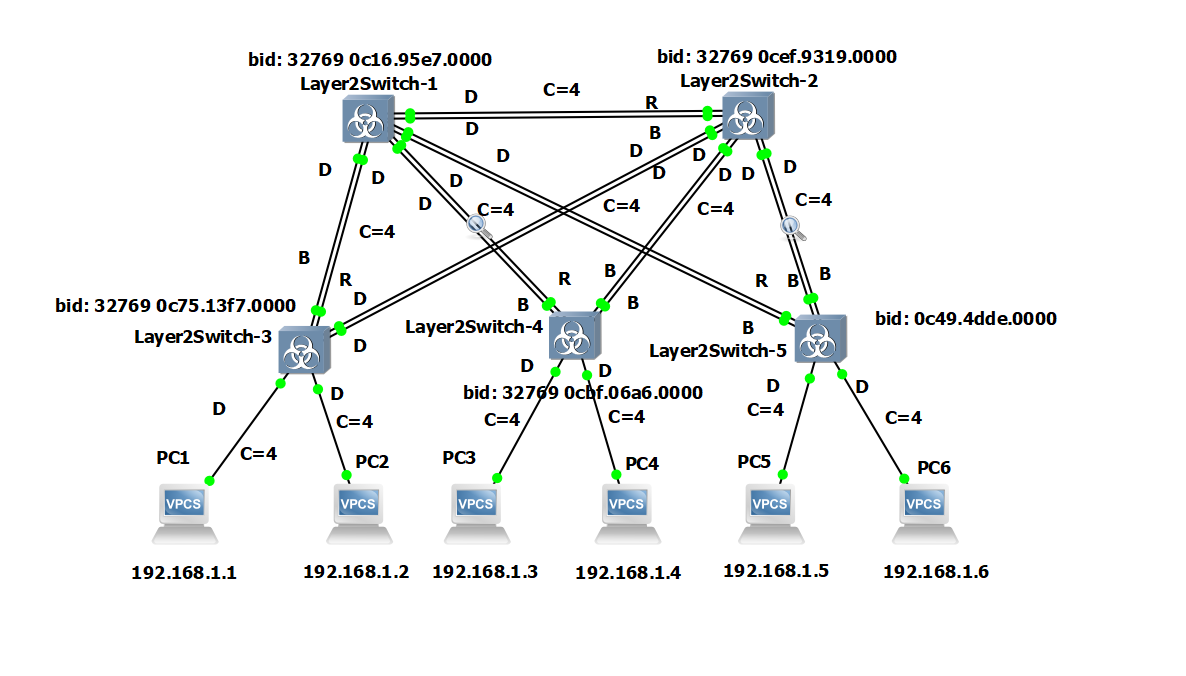 bid: 32769 0c16.95e7.0000
bid: 32769 0cef.9319.0000
Layer2Switch-1
Layer2Switch-2
D
C=4
R
D
B
D
D
D
D
D
D
D
D
D
D
D
C=4
C=4
C=4
C=4
C=4
B
R
D
B
R
B
B
R
B
B
B
D
bid: 32769 0c75.13f7.0000
Layer2Switch-3
Layer2Switch-4
Layer2Switch-5
bid: 0c49.4dde.0000
D
D
D
D
D
D
bid: 32769 0cbf.06a6.0000
C=4
C=4
C=4
C=4
C=4
C=4
PC1
PC2
PC3
PC4
PC5
PC6
VPCS
VPCS
VPCS
VPCS
VPCS
VPCS
192.168.1.1
192.168.1.2
192.168.1.3
192.168.1.4
192.168.1.5
192.168.1.6